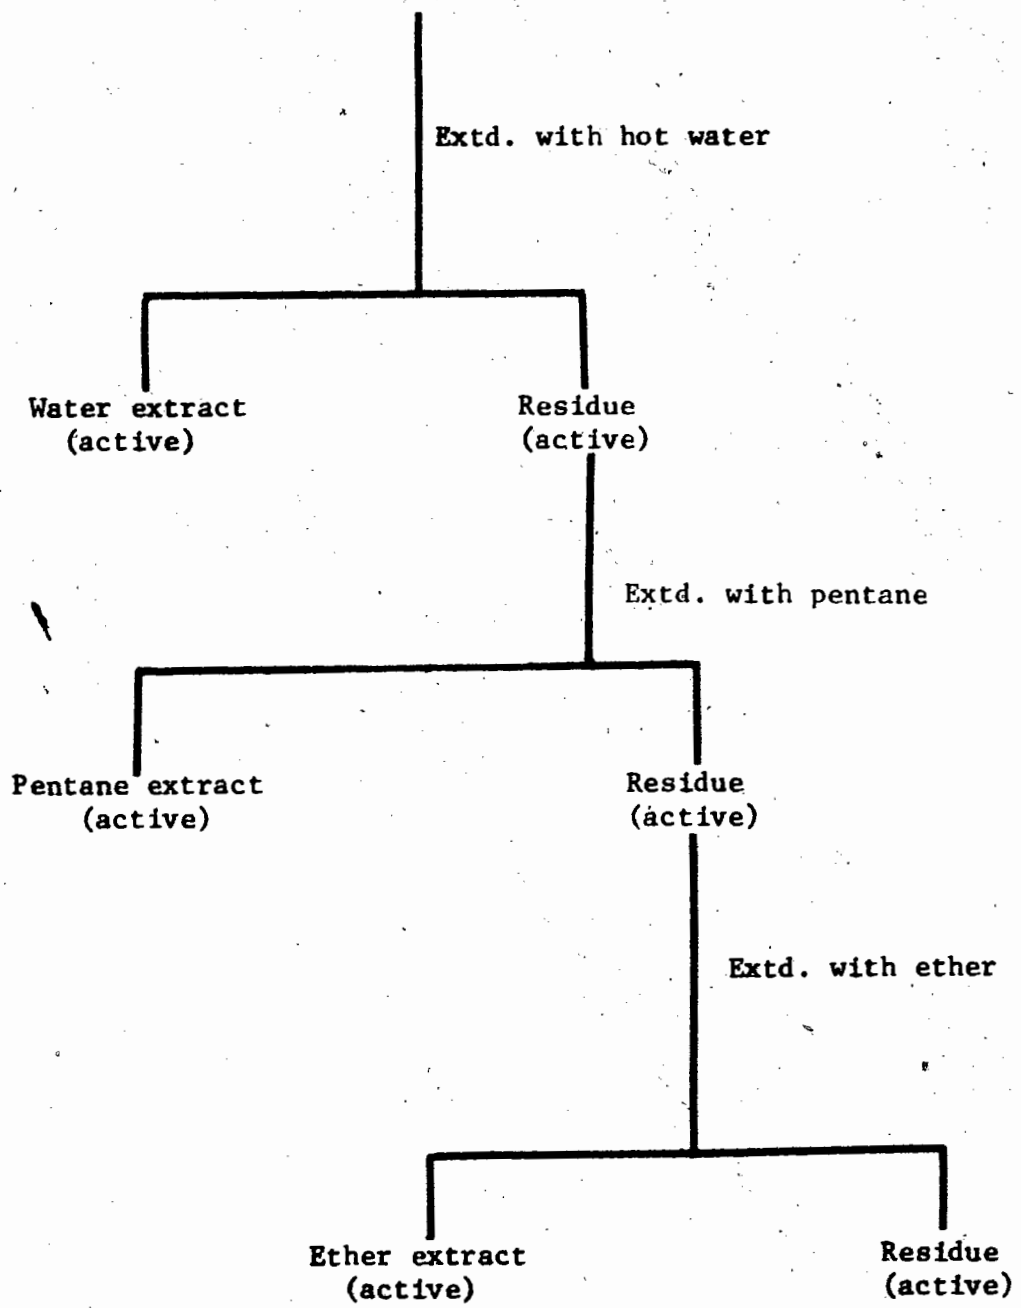 Extd. with hot water
Water extract
(active)
Residue
(active)
Extd. with pentane
Pentane extract
(active)
Residue
(active)
Extd. with ether
Ether extract
(active)
Residue
(active)